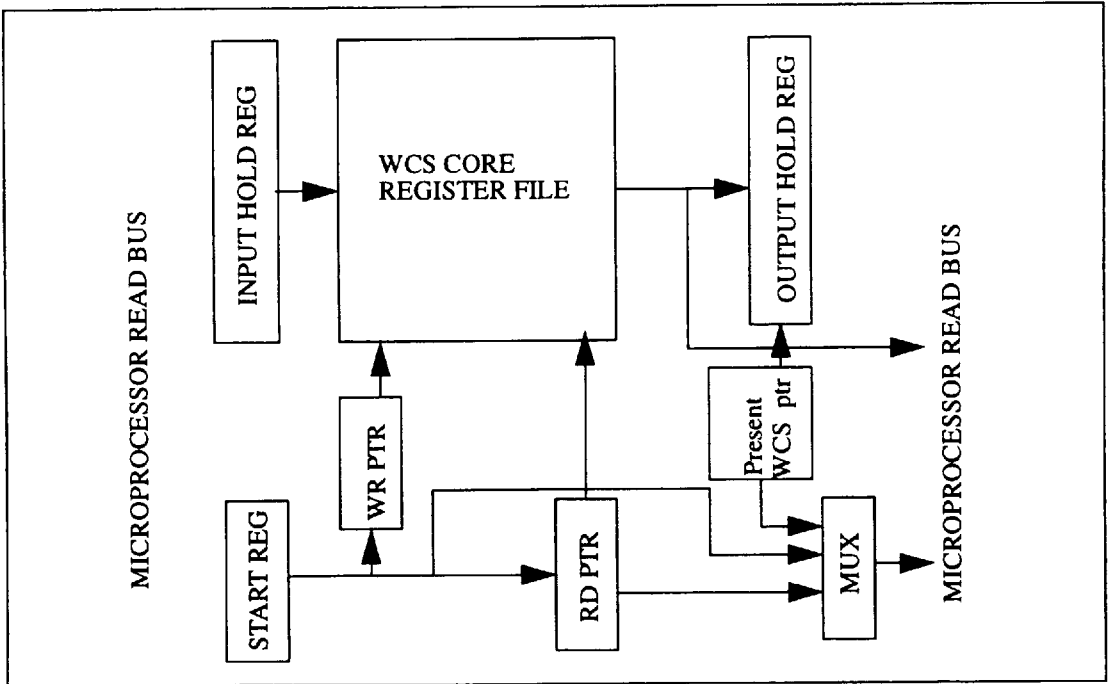 MICROPROCESSOR READ BUS
INPUT HOLD REG
START REG
WCS CORE
REGISTER FILE
WR PTR
RD PTR
OUTPUT HOLD REG
Present
WCS ptr
MUX
MICROPROCESSOR READ BUS